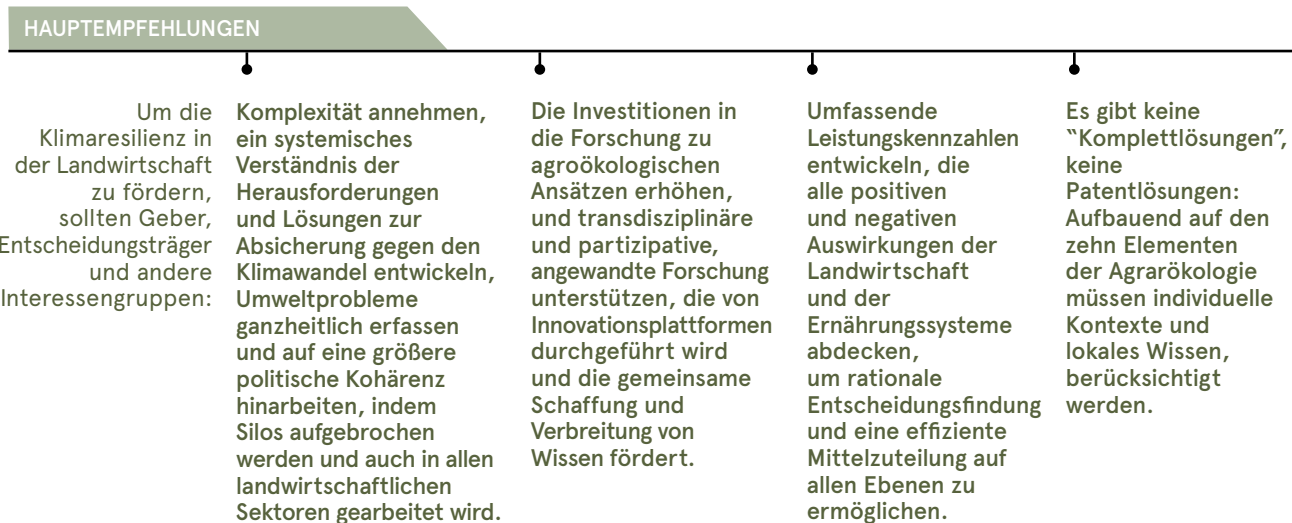 HAUPTEMPFEHLUNGEN
Um die
Klimaresilienz in
der Landwirtschaft
zu fördern,
sollten Geber,
Entscheidungsträger
und andere
Interessengruppen:
Komplexität annehmen,
ein systemisches
Verständnis der
Herausforderungen
und Lösungen zur
Absicherung gegen den
Klimawandel entwickeln,
Umweltprobleme
ganzheitlich erfassen
und auf eine größere
politische Kohärenz
hinarbeiten, indem
Silos aufgebrochen
werden und auch in allen
landwirtschaftlichen
Sektoren gearbeitet wird.
Die Investitionen in
die Forschung zu
agroökologischen
Ansätzen erhöhen,
und transdisziplinäre
und partizipative,
angewandte Forschung
unterstützen, die von
Innovationsplattformen
durchgeführt wird
und die gemeinsame
Schaffung und
Verbreitung von
Wissen fördert.
Umfassende
Leistungskennzahlen
entwickeln, die
alle positiven
und negativen
Auswirkungen der
Landwirtschaft
und der
Ernährungssysteme
abdecken,
um rationale
Entscheidungsfindung
und eine effiziente
Mittelzuteilung auf
allen Ebenen zu
ermöglichen.
Es gibt keine
“Komplettlösungen”,
keine
Patentlösungen:
Aufbauend auf den
zehn Elementen
der Agrarökologie
müssen individuelle
Kontexte und
lokales Wissen,
berücksichtigt
werden.